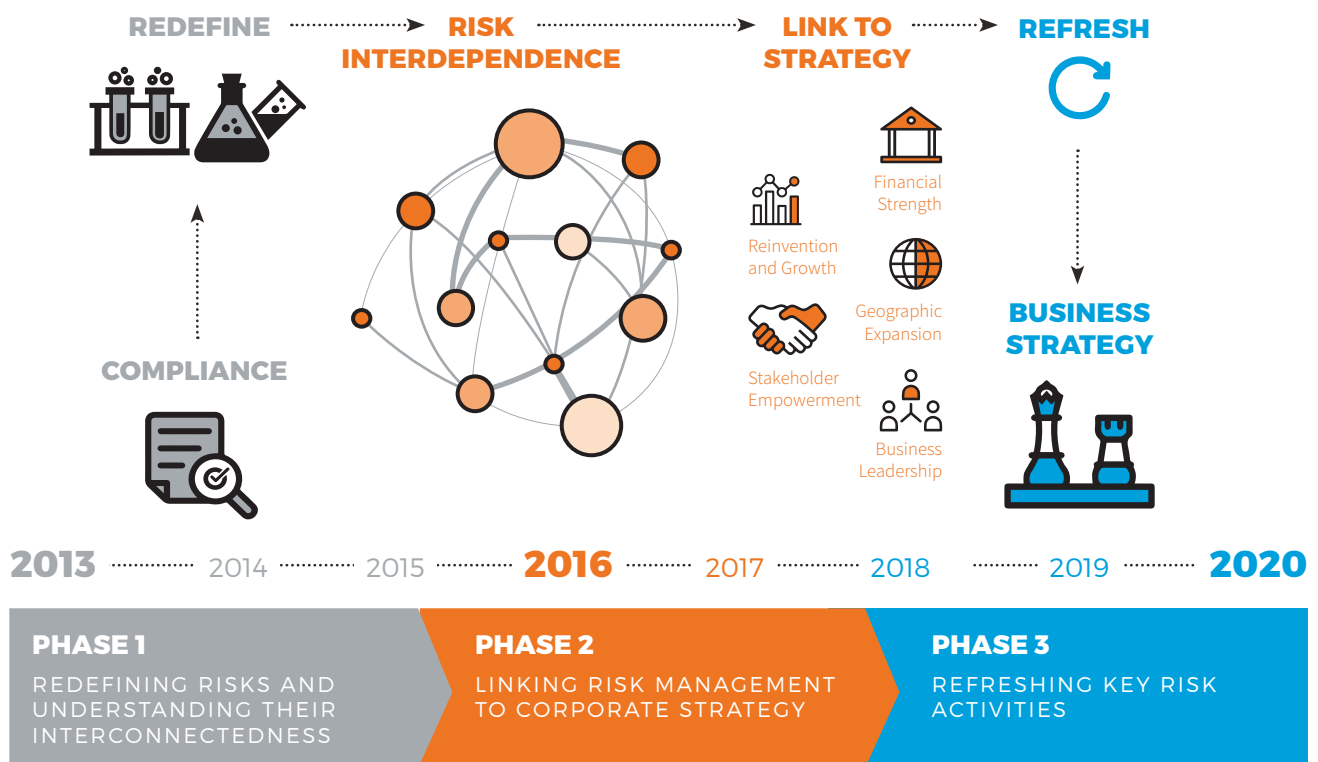 REDEFINE
RISK
INTERDEPENDENCE
LINK TO
STRATEGY
REFRESH
COMPLIANCE
Financial
Strength
Reinvention
and Growth
Geographic
Expansion
Stakeholder
Empowerment
Business
Leadership
BUSINESS
STRATEGY
2013 2014 2015 2016 2017 2018 2019 2020
PHASE 1
REDEFINING RISKS AND
UNDERSTANDING THEIR
INTERCONNECTEDNESS
PHASE 2
LINKING RISK MANAGEMENT
TO CORPORATE STRATEGY
PHASE 3
REFRESHING KEY RISK
ACTIVITIES